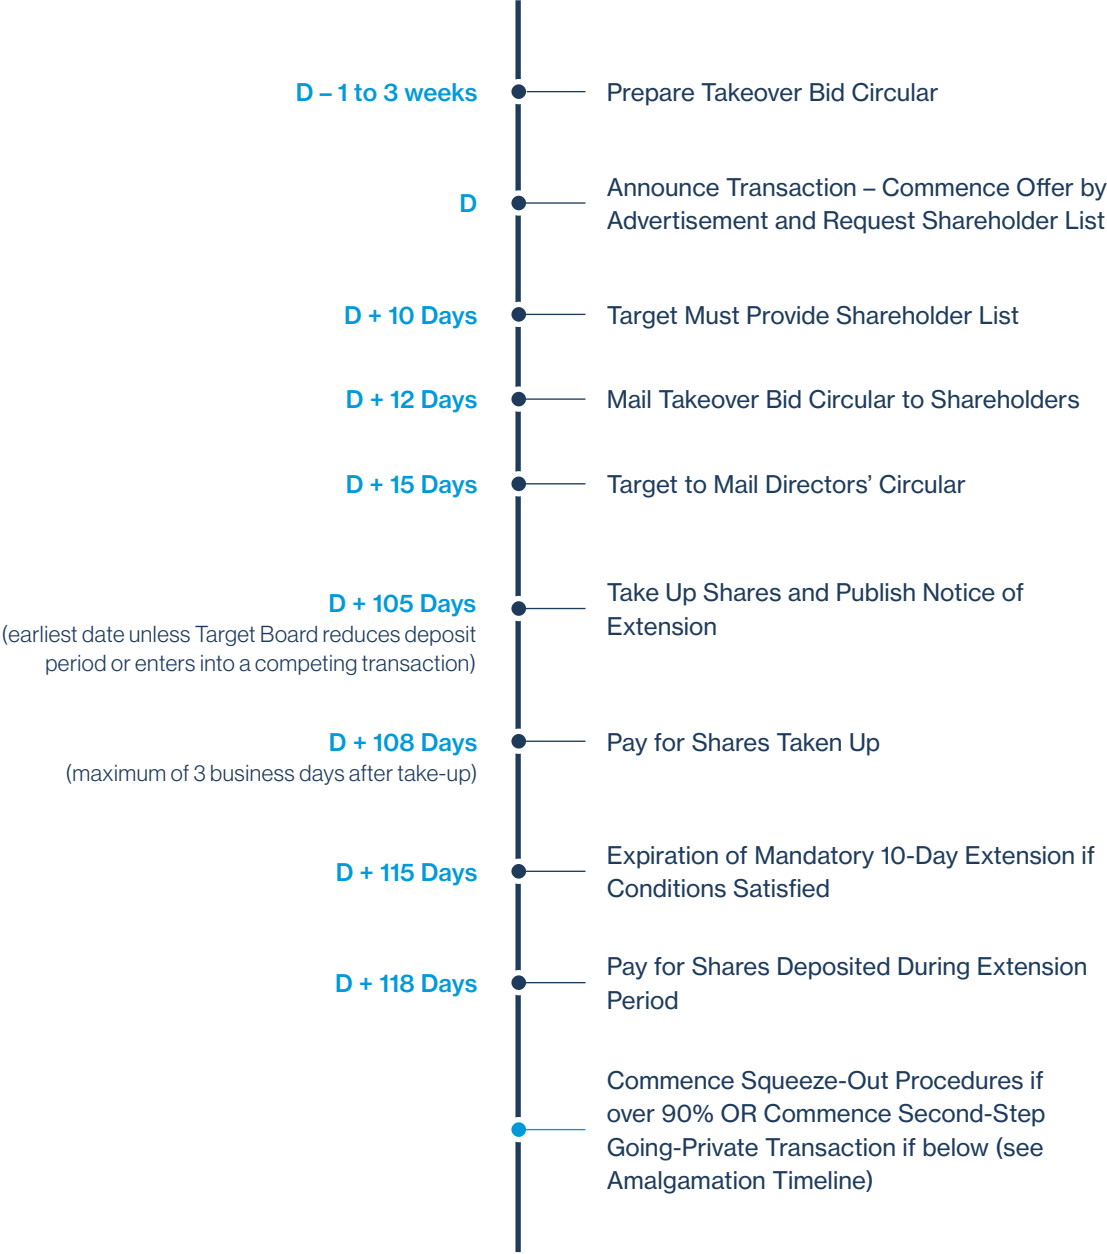 D – 1 to 3 weeks
Prepare Takeover Bid Circular
D
Announce Transaction – Commence Offer by
Advertisement and Request Shareholder List
D + 10 Days
Target Must Provide Shareholder List
D + 12 Days
Mail Takeover Bid Circular to Shareholders
D + 15 Days
Target to Mail Directors’ Circular
D + 105 Days
(earliest date unless Target Board reduces deposit
period or enters into a competing transaction)
Take Up Shares and Publish Notice of
Extension
D + 108 Days
(maximum of 3 business days after take-up)
Pay for Shares Taken Up
D + 115 Days
Expiration of Mandatory 10-Day Extension if
Conditions Satisfied
D + 118 Days
Pay for Shares Deposited During Extension
Period
Commence Squeeze-Out Procedures if
over 90% OR Commence Second-Step
Going-Private Transaction if below (see
Amalgamation Timeline)